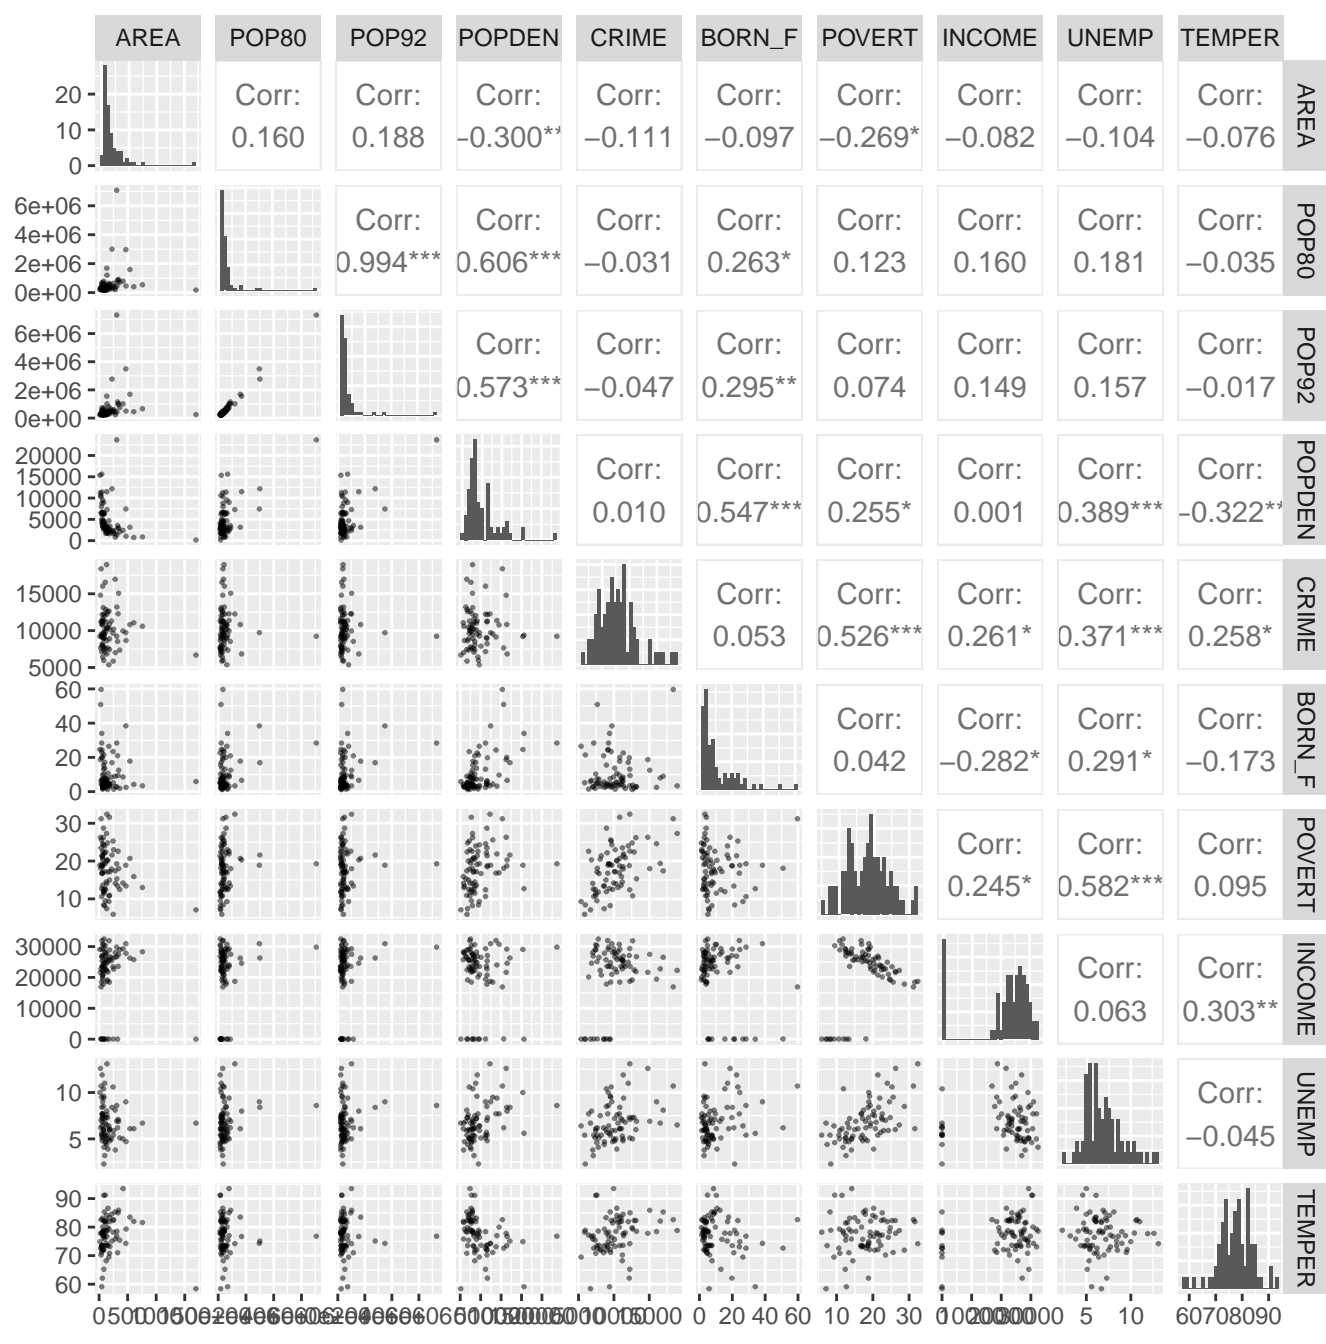 AREA POP80 POP92 POPDEN CRIME BORN_F POVERT INCOME UNEMP TEMPER
20
10
0
Corr: Corr: Corr: Corr: Corr: Corr: Corr: Corr: Corr:
0.160 0.188 −0.300** −0.111 −0.097 −0.269* −0.082 −0.104 −0.076
AREA
6e+06
4e+06
2e+06
0e+00
Corr: Corr: Corr: Corr: Corr: Corr: Corr: Corr:
0.994*** 0.606*** −0.031 0.263* 0.123 0.160 0.181 −0.035
POP80
6e+06
4e+06
2e+06
0e+00
Corr: Corr: Corr: Corr: Corr: Corr: Corr:
0.573*** −0.047 0.295** 0.074 0.149 0.157 −0.017
POP92
20000
15000
10000
5000
0
Corr: Corr: Corr: Corr: Corr: Corr:
0.010 0.547*** 0.255* 0.001 0.389*** −0.322**
POPDEN
15000
10000
5000
Corr: Corr: Corr: Corr: Corr:
0.053 0.526*** 0.261* 0.371*** 0.258*
CRIME
60
40
20
0
Corr: Corr: Corr: Corr:
0.042 −0.282* 0.291* −0.173
BORN_F
30
20
10
Corr: Corr: Corr:
0.245* 0.582*** 0.095
POVERT
30000
20000
10000
0
Corr: Corr:
0.063 0.303**
INCOME
10
5
Corr:
−0.045
UNEMP
90
80
70
60
TEMPER
0 20 40 60 10 20 30 5 10 60 70 80 90